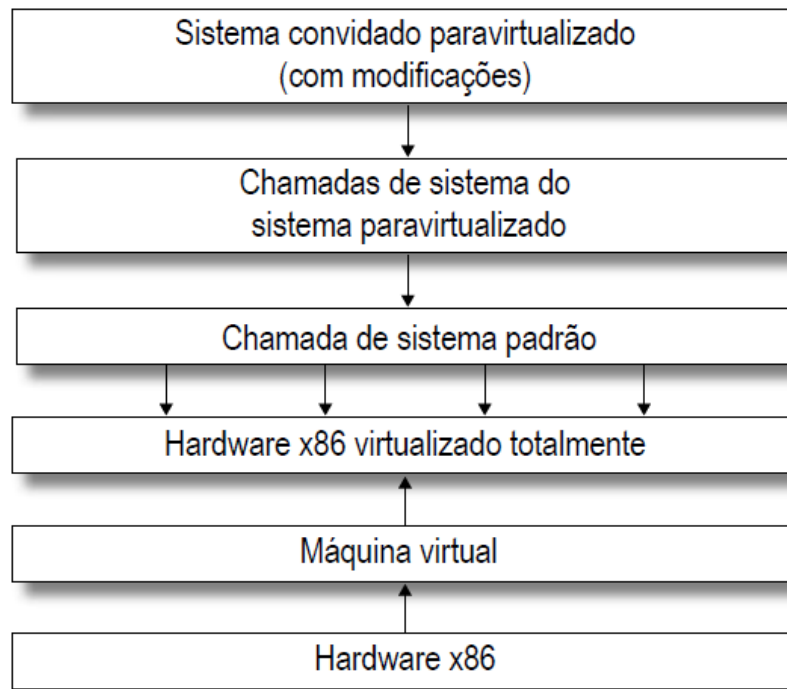 Sistema convidado paravirtualizado
(com modificações)
Chamadas de sistema do
sistema paravirtualizado
Chamada de sistema padrão
Hardware x86 virtualizado totalmente
Máquina virtual
Hardware x86